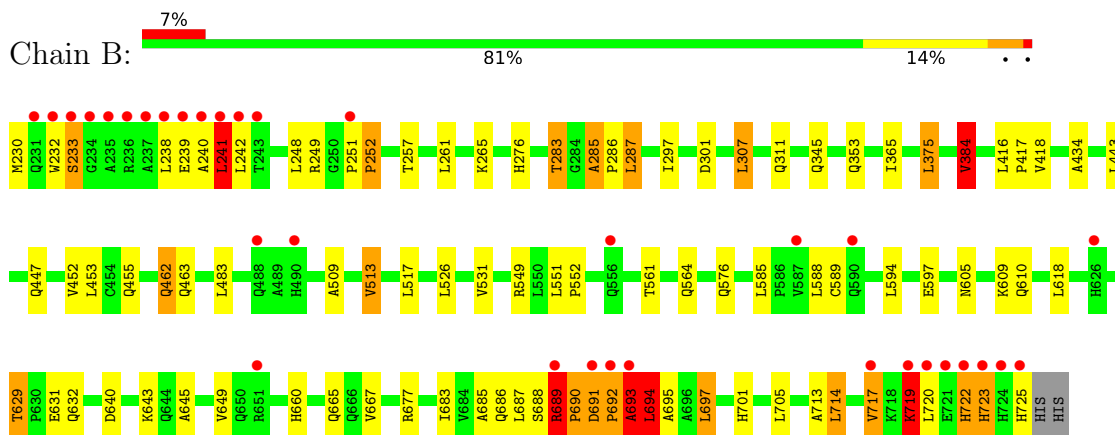 7%
Chain B:
81% 14% • •
M230 Q231 W232 S233 G234 A235 R236 A237 L238 E239 A240 L241 L242 T243 L248 R249 G250 P251 P252 T257 L261 K265 H276 T283 G284 A285 P286 L287 I297 D301 L307 Q311 Q345 Q353 I365 L375 V384 L416 P417 V418 A434 L443
Q447 V452 L453 C454 Q455 Q462 Q463 L483 Q488 A489 H490 A509 V513 L517 L526 V531 R549 L550 L551 P552 Q556 T561 Q564 Q576 L585 P586 V587 L588 C589 Q590 L594 E597 N605 K609 Q610 L618 H626
T629 P630 E631 Q632 D640 K643 Q644 A645 V649 Q650 R651 H660 Q665 Q666 V667 R677 I683 V684 A685 Q686 L687 S688 R689 P690 D691 P692 A693 L694 A695 A696 L697 H701 L705 A713 L714 V717 K718 K719 L720 E721 H722 H723 H724 H725 HIS HIS